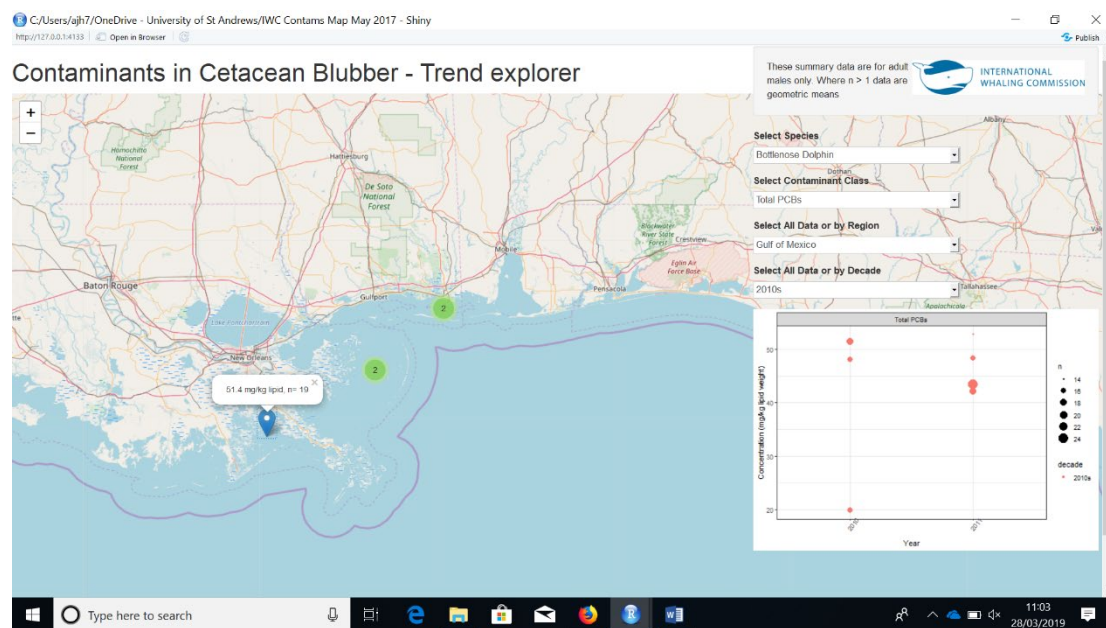 C:/Users/ajh7/OneDrive - University of St Andrews/IWC Contams Map May 2017 - Shiny
http://127.0.0.1:4133
Open in Browser
Publish
Contaminants in Cetacean Blubber - Trend explorer
These summary data are for adult
males only. Where n > 1 data are
geometric means
INTERNATIONAL
WHALING COMMISSION
+
−
Homochitto
National
Forest
Hattiesburg
De Soto
National
Forest
Mobile
Blackwater
River State
Forest
Crestview
Eglin Air
Force Base
Pensacola
Baton Rouge
Gulfport
New Orleans
2
2
51.4 mg/kg lipid, n= 19
×
Albany
Dothan
Tallahassee
Apalachicola
Select Species
Bottlenose Dolphin
Select Contaminant Class
Total PCBs
Select All Data or by Region
Gulf of Mexico
Select All Data or by Decade
2010s
Total PCBs
Concentration (mg/kg lipid weight)
50
40
30
20
2010
2011
Year
n
14
16
18
20
22
24
decade
2010s
Type here to search
11:03
28/03/2019